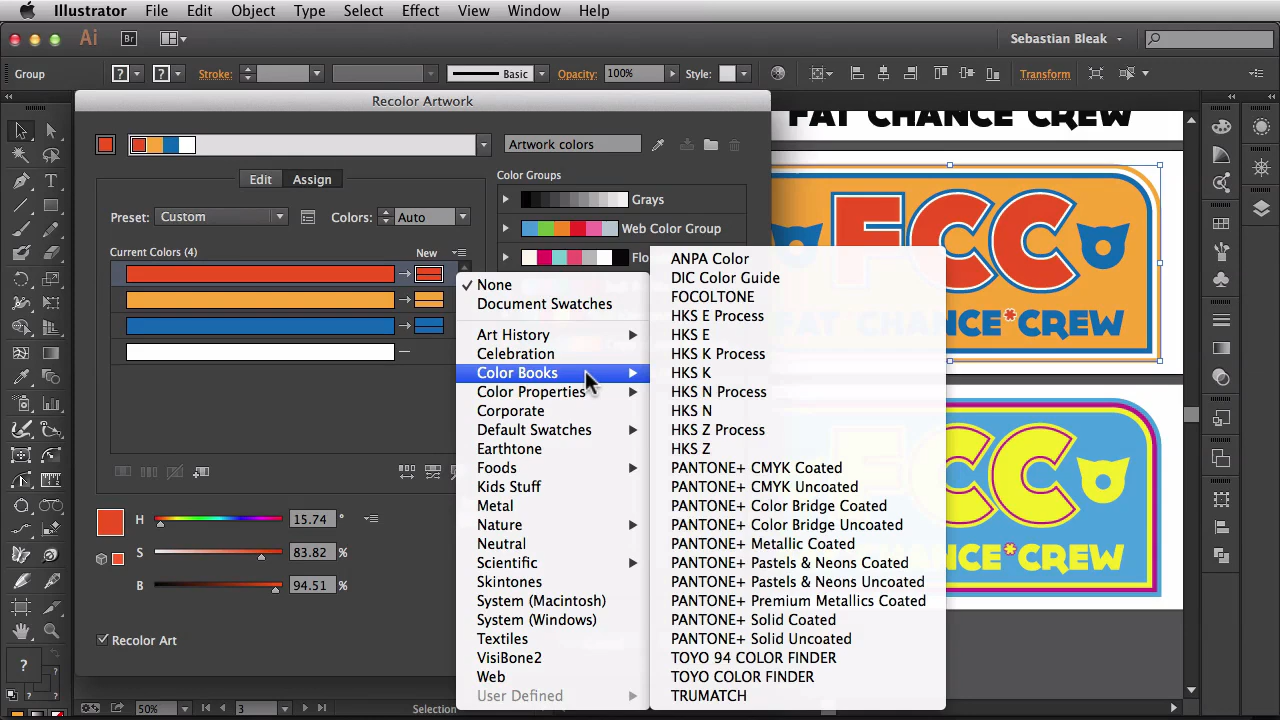 Illustrator File Edit Object Type Select Effect View Window Help
Ai Br Sebastian Bleak
Group ? ? Stroke: Basic Opacity: 100% Style: Transform
Recolor Artwork
FAT CHANCE CREW
Artwork colors
Edit Assign
Color Groups
Preset: Custom Colors: Auto
Grays
Web Color Group
Current Colors (4) New
Flo
FCC
CREW
None
Document Swatches
Art History
Celebration
Color Books
Color Properties
Corporate
Default Swatches
Earthtone
Foods
Kids Stuff
Metal
Nature
Neutral
Scientific
Skintones
System (Macintosh)
System (Windows)
Textiles
VisiBone2
Web
User Defined
ANPA Color
DIC Color Guide
FOCOLTONE
HKS E Process
HKS E
HKS K Process
HKS K
HKS N Process
HKS N
HKS Z Process
HKS Z
PANTONE+ CMYK Coated
PANTONE+ CMYK Uncoated
PANTONE+ Color Bridge Coated
PANTONE+ Color Bridge Uncoated
PANTONE+ Metallic Coated
PANTONE+ Pastels & Neons Coated
PANTONE+ Pastels & Neons Uncoated
PANTONE+ Premium Metallics Coated
PANTONE+ Solid Coated
PANTONE+ Solid Uncoated
TOYO 94 COLOR FINDER
TOYO COLOR FINDER
TRUMATCH
CC
CREW
H 15.74 °
S 83.82 %
B 94.51 %
Recolor Art
?
50% 3 Selection